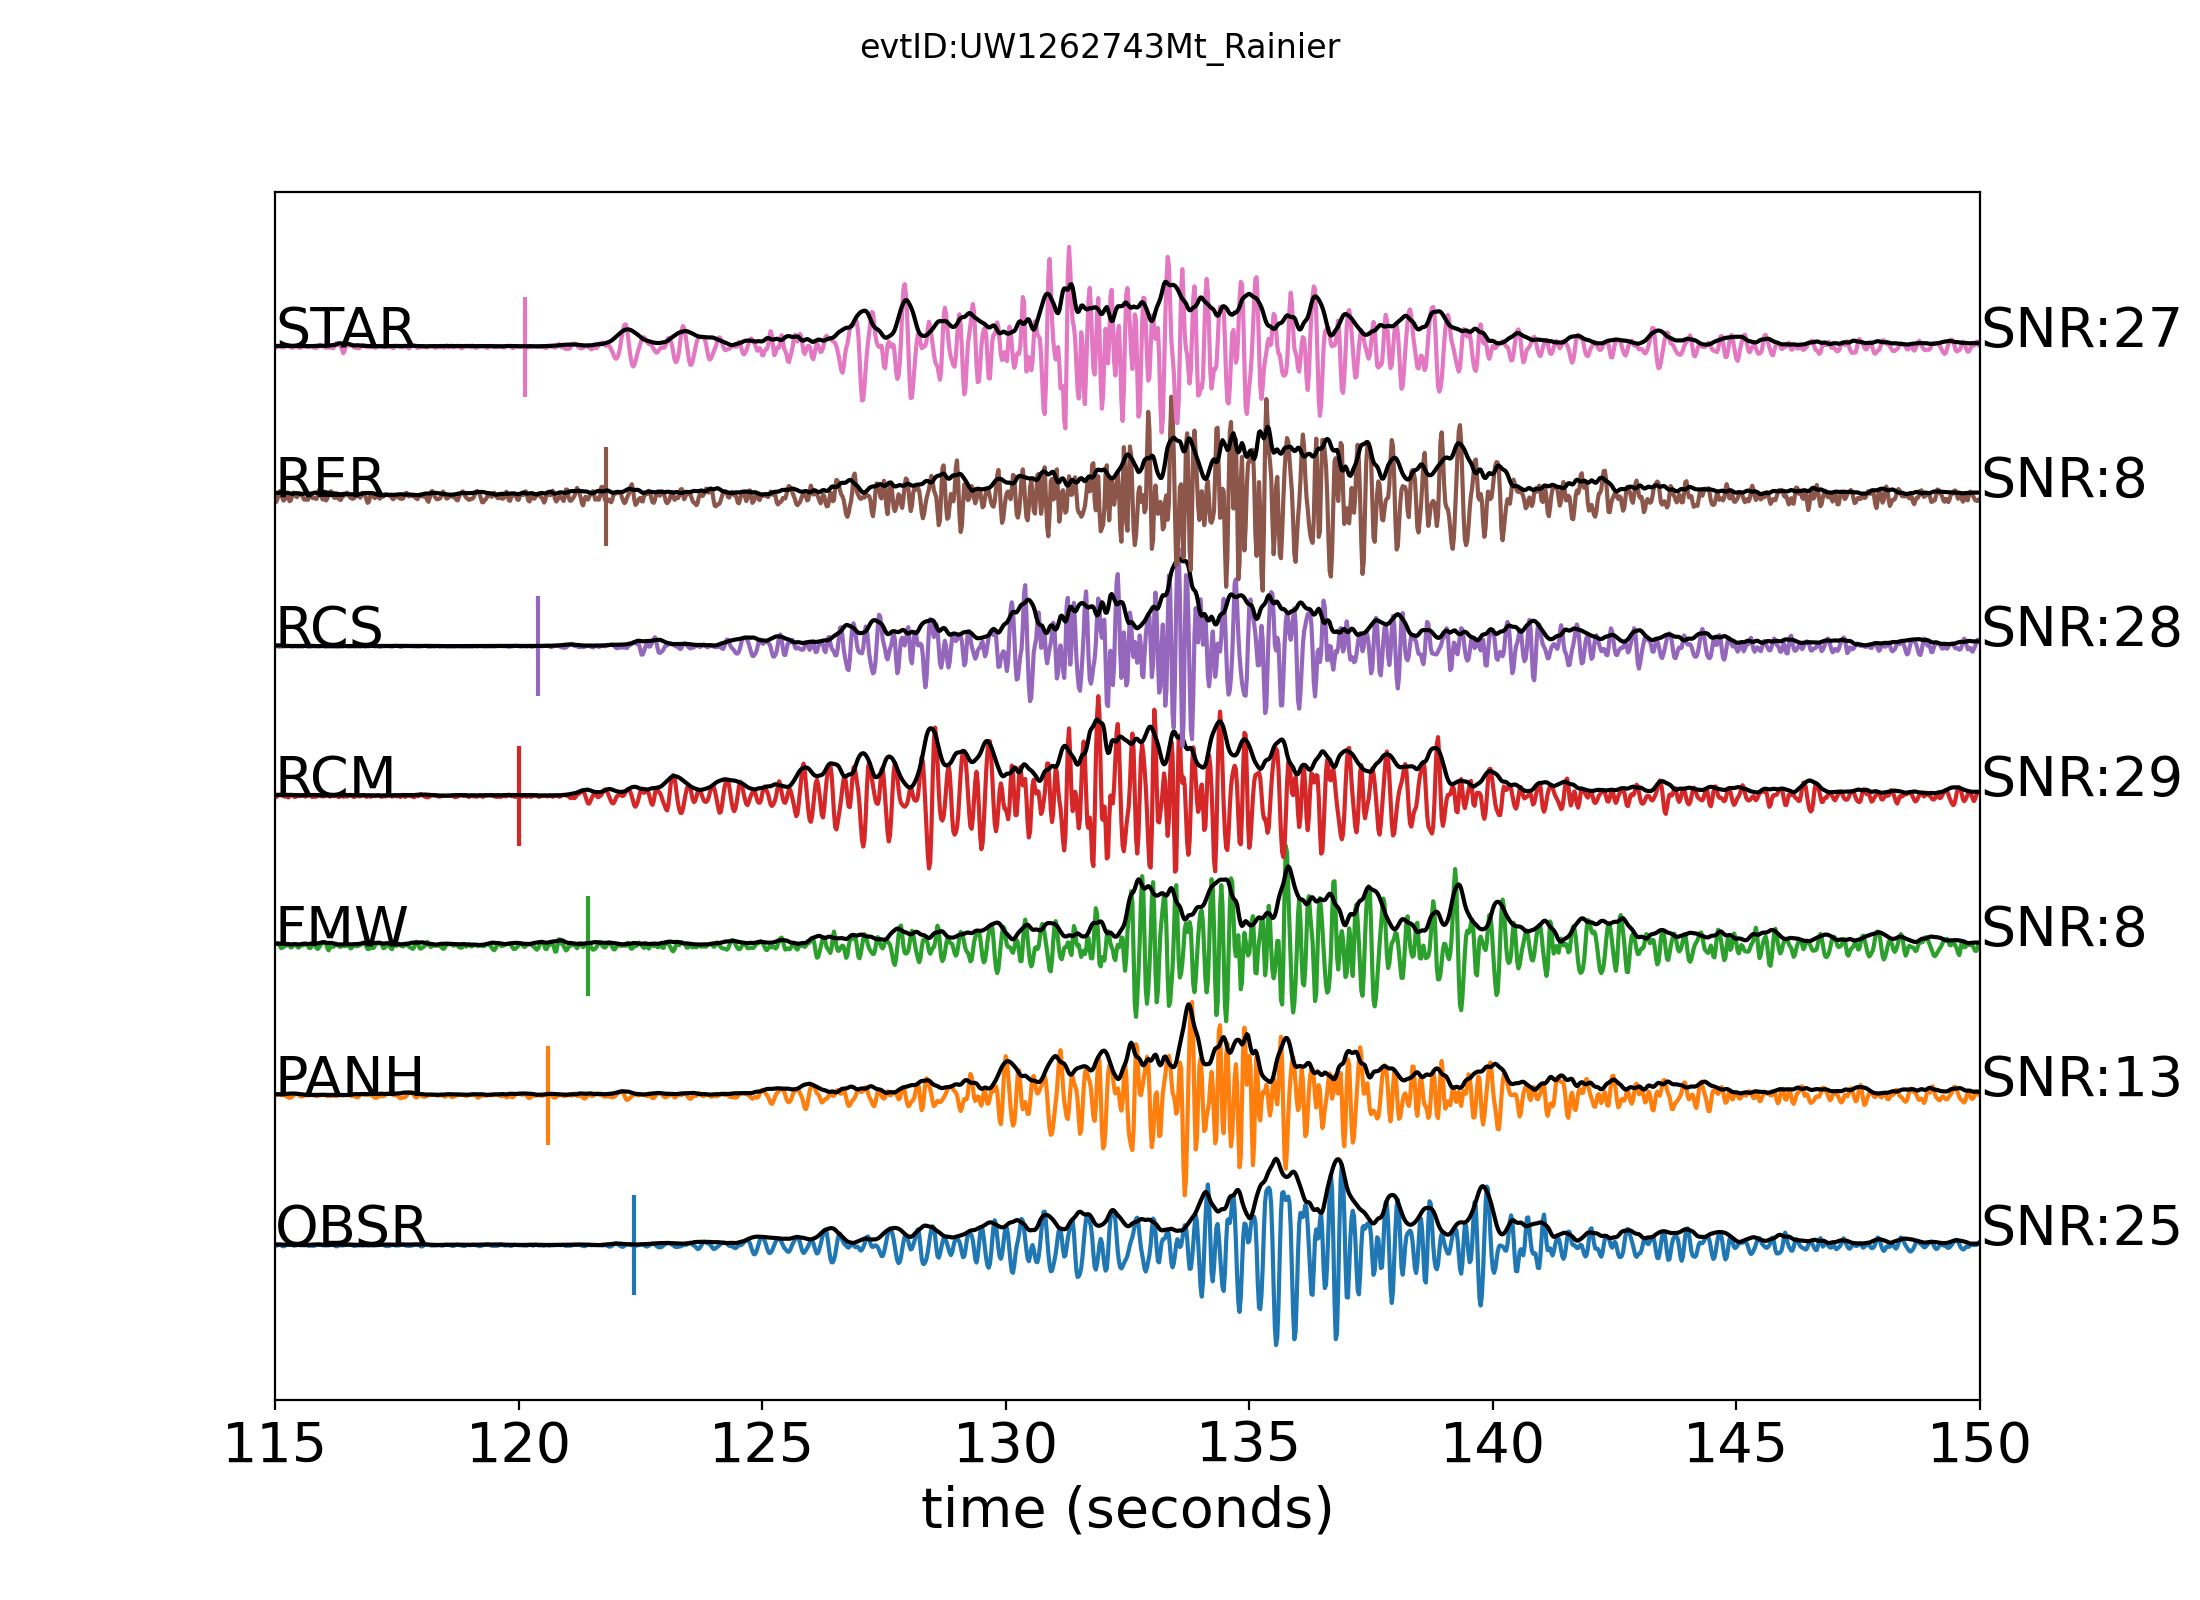 evtID:UW1262743Mt_Rainier
STAR SNR:27
RER SNR:8
RCS SNR:28
RCM SNR:29
FMW SNR:8
PANH SNR:13
OBSR SNR:25
115 120 125 130 135 140 145 150
time (seconds)